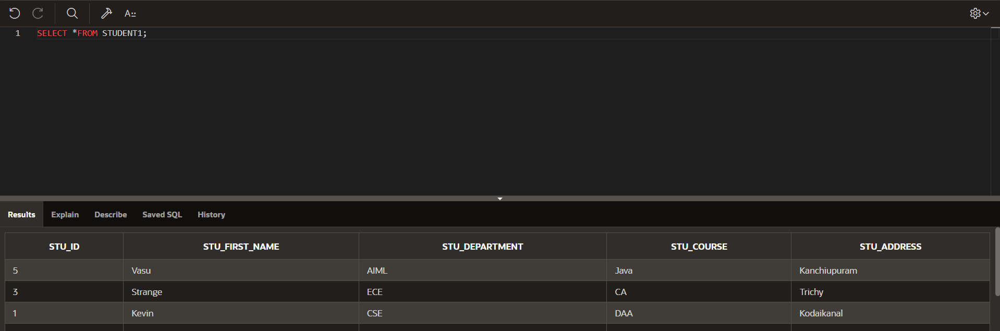 A
1 SELECT *FROM STUDENT1;
Results Explain Describe Saved SQL History
STU_ID STU_FIRST_NAME STU_DEPARTMENT STU_COURSE STU_ADDRESS
5 Vasu AIML Java Kanchiupuram
3 Strange ECE CA Trichy
1 Kevin CSE DAA Kodaikanal